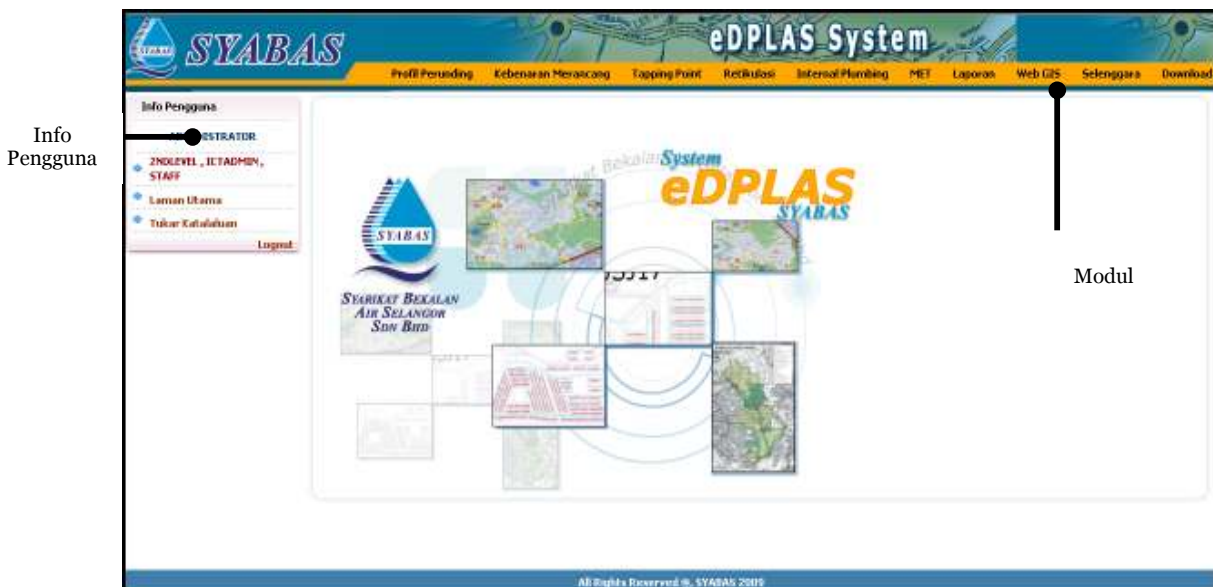 SYABAS
SYABAS
eDPLAS System
Profil Perunding Kebenaran Merancang Tapping Point Retikulasi Internal Plumbing MET Laporan Web GIS Selenggara Download
Info Pengguna
Info
Pengguna
ISTRATOR
2NDLEVEL , ICTADMIN ,
STAFF
Laman Utama
Tukar Katalaluan
Logout
Bekalan
System
eDPLAS
SYABAS
SYABAS
SYARIKAT BEKALAN
AIR SELANGOR
SDN BHD
Modul
All Rights Reserved ®, SYABAS 2009